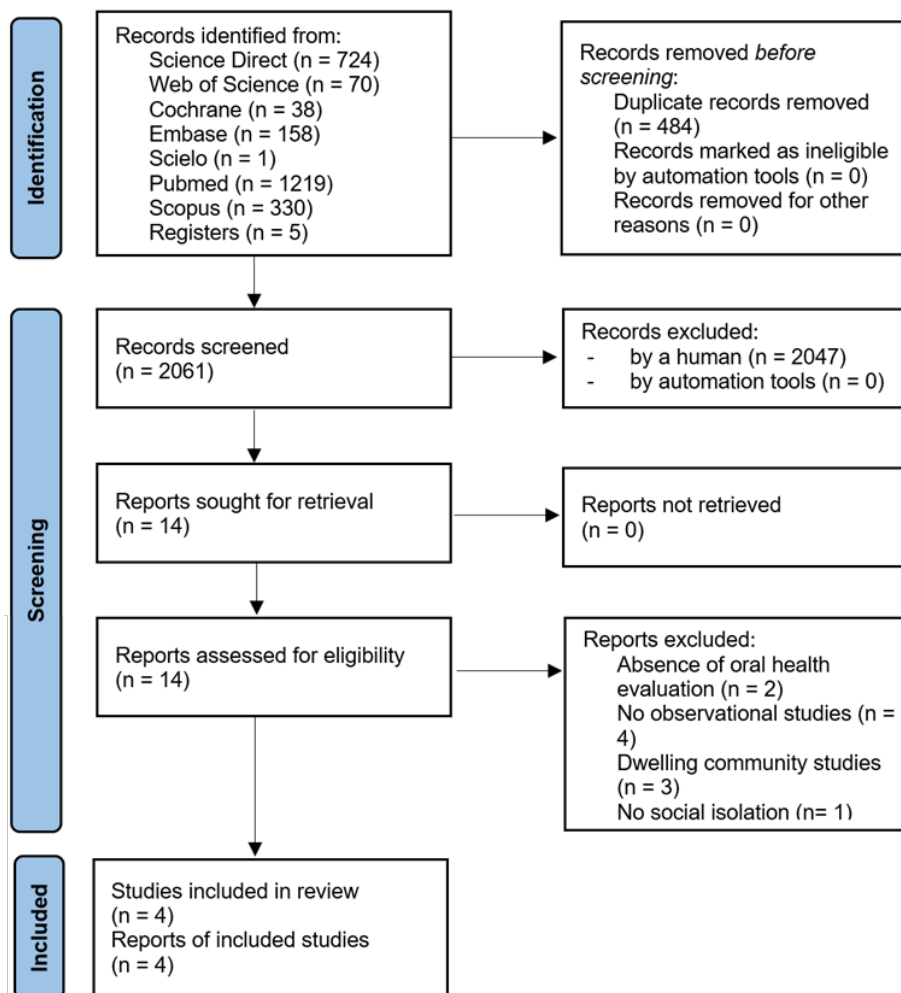 Identification
Records identified from:
Science Direct (n = 724)
Web of Science (n = 70)
Cochrane (n = 38)
Embase (n = 158)
Scielo (n = 1)
Pubmed (n = 1219)
Scopus (n = 330)
Registers (n = 5)
Records removed before
screening:
Duplicate records removed
(n = 484)
Records marked as ineligible
by automation tools (n = 0)
Records removed for other
reasons (n = 0)
Screening
Records screened
(n = 2061)
Records excluded:
- by a human (n = 2047)
- by automation tools (n = 0)
Reports sought for retrieval
(n = 14)
Reports not retrieved
(n = 0)
Reports assessed for eligibility
(n = 14)
Reports excluded:
Absence of oral health
evaluation (n = 2)
No observational studies (n =
4)
Dwelling community studies
(n = 3)
No social isolation (n= 1)
Included
Studies included in review
(n = 4)
Reports of included studies
(n = 4)